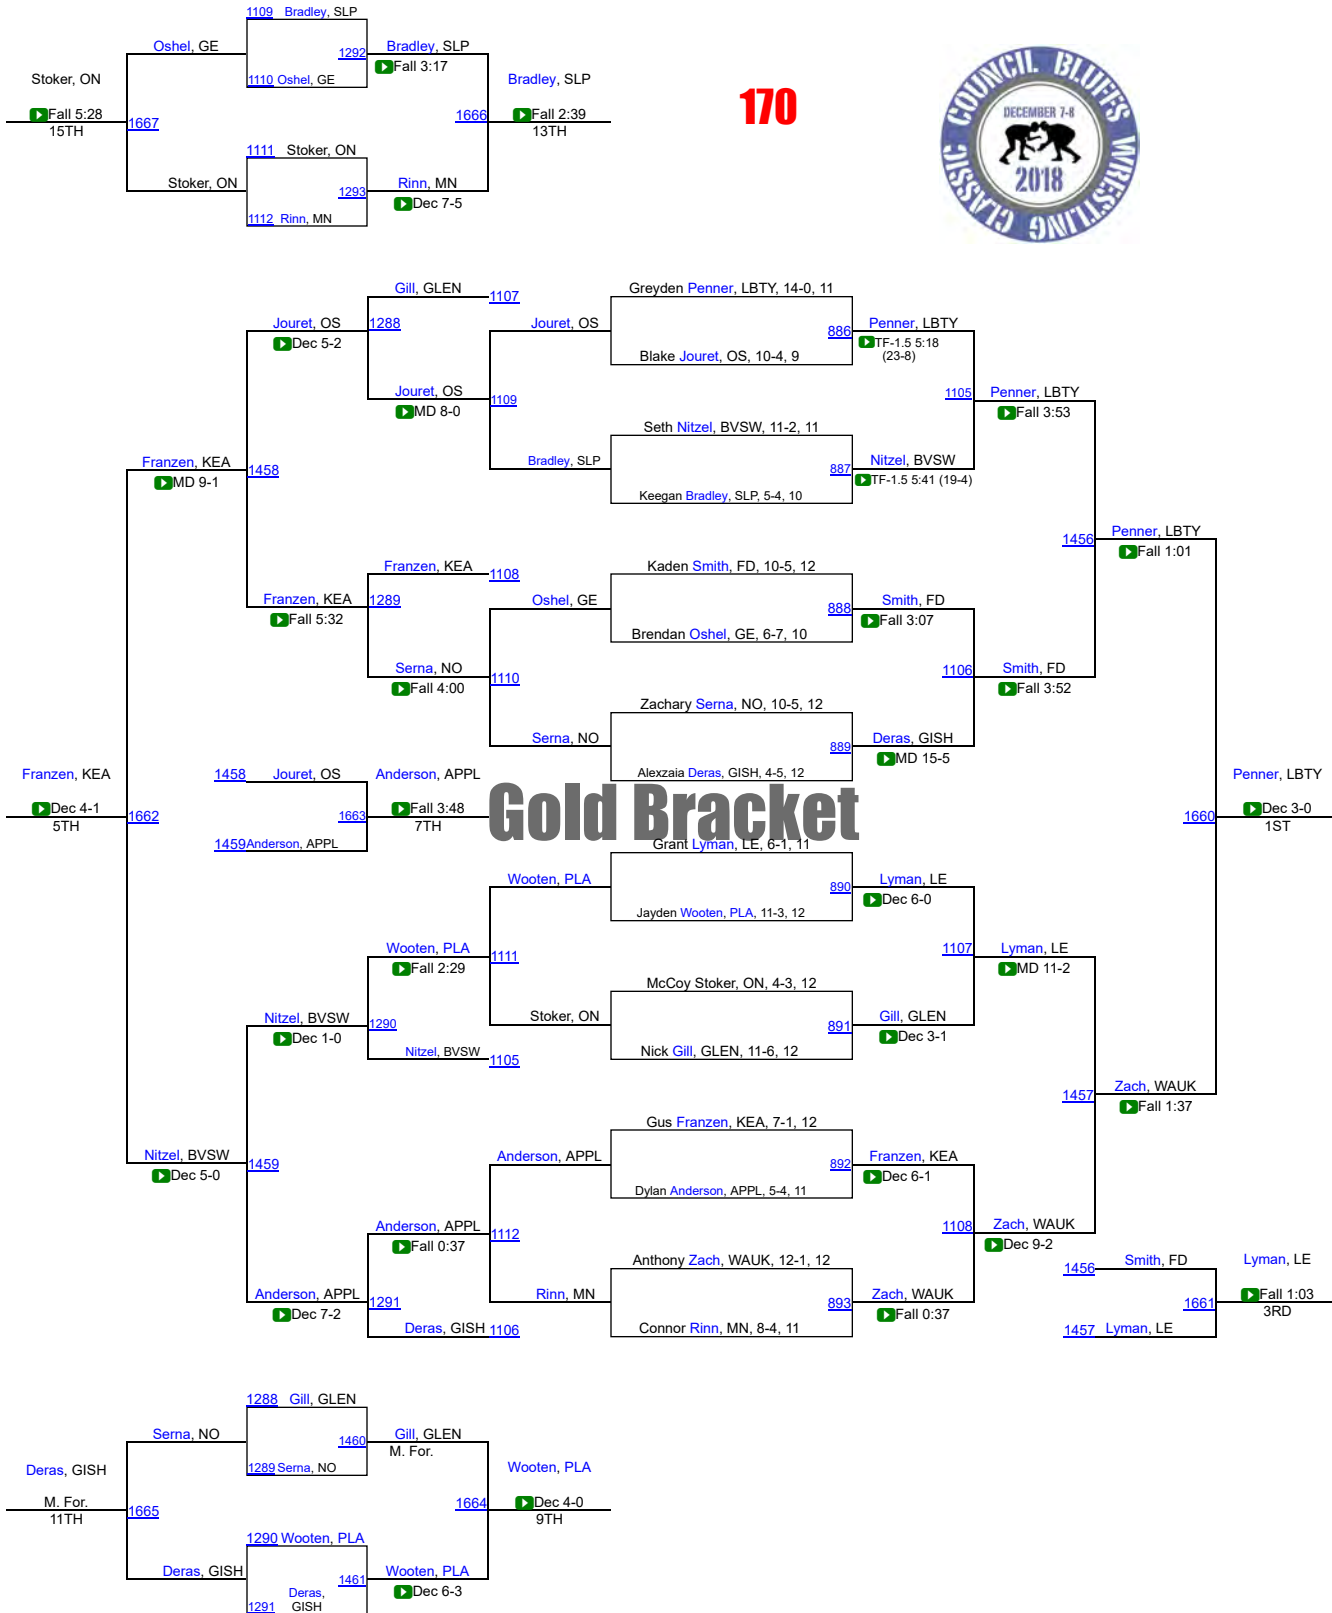 1109 Bradley, SLP
Oshel, GE
1292
Bradley, SLP
Fall 3:17
1110 Oshel, GE
Stoker, ON
Fall 5:28
15TH
1667
Bradley, SLP
1666
Fall 2:39
13TH
1111 Stoker, ON
Stoker, ON
1293
Rinn, MN
Dec 7-5
1112 Rinn, MN
170
COUNCIL BLUFFS WRESTLING CLASSIC
DECEMBER 7-8
2018
Gill, GLEN
1107
Jouret, OS
Dec 5-2
1288
Jouret, OS
MD 8-0
Jouret, OS
1109
Bradley, SLP
Greyden Penner, LBTY, 14-0, 11
886
Blake Jouret, OS, 10-4, 9
Penner, LBTY
TF-1.5 5:18
(23-8)
Seth Nitzel, BVSW, 11-2, 11
887
Keegan Bradley, SLP, 5-4, 10
Nitzel, BVSW
TF-1.5 5:41 (19-4)
1105
Penner, LBTY
Fall 3:53
Franzen, KEA
MD 9-1
1458
Franzen, KEA
1108
Franzen, KEA
Fall 5:32
1289
Serna, NO
Fall 4:00
Oshel, GE
1110
Serna, NO
Kaden Smith, FD, 10-5, 12
888
Brendan Oshel, GE, 6-7, 10
Smith, FD
Fall 3:07
Zachary Serna, NO, 10-5, 12
889
Alexzaia Deras, GISH, 4-5, 12
Deras, GISH
MD 15-5
1106
Smith, FD
Fall 3:52
1456
Penner, LBTY
Fall 1:01
Franzen, KEA
Dec 4-1
5TH
1662
1458 Jouret, OS
1663
1459 Anderson, APPL
Anderson, APPL
Fall 3:48
7TH
Gold Bracket
1660
Penner, LBTY
Dec 3-0
1ST
Wooten, PLA
Grant Lyman, LE, 6-1, 11
890
Jayden Wooten, PLA, 11-3, 12
Lyman, LE
Dec 6-0
Wooten, PLA
Fall 2:29
1111
Stoker, ON
McCoy Stoker, ON, 4-3, 12
891
Nick Gill, GLEN, 11-6, 12
Gill, GLEN
Dec 3-1
1107
Lyman, LE
MD 11-2
Nitzel, BVSW
Dec 1-0
1290
Nitzel, BVSW
1105
1457
Zach, WAUK
Fall 1:37
Nitzel, BVSW
Dec 5-0
1459
Anderson, APPL
Gus Franzen, KEA, 7-1, 12
892
Dylan Anderson, APPL, 5-4, 11
Franzen, KEA
Dec 6-1
Anderson, APPL
Fall 0:37
1112
Rinn, MN
Anthony Zach, WAUK, 12-1, 12
893
Connor Rinn, MN, 8-4, 11
Zach, WAUK
Fall 0:37
1108
Zach, WAUK
Dec 9-2
Anderson, APPL
Dec 7-2
1291
Deras, GISH
1106
1456 Smith, FD
1661
1457 Lyman, LE
Lyman, LE
Fall 1:03
3RD
1288 Gill, GLEN
Serna, NO
1460
Gill, GLEN
M. For.
1289 Serna, NO
Deras, GISH
M. For.
11TH
1665
Wooten, PLA
1664
Dec 4-0
9TH
1290 Wooten, PLA
Deras, GISH
1461
Wooten, PLA
Dec 6-3
Deras,
1291 GISH